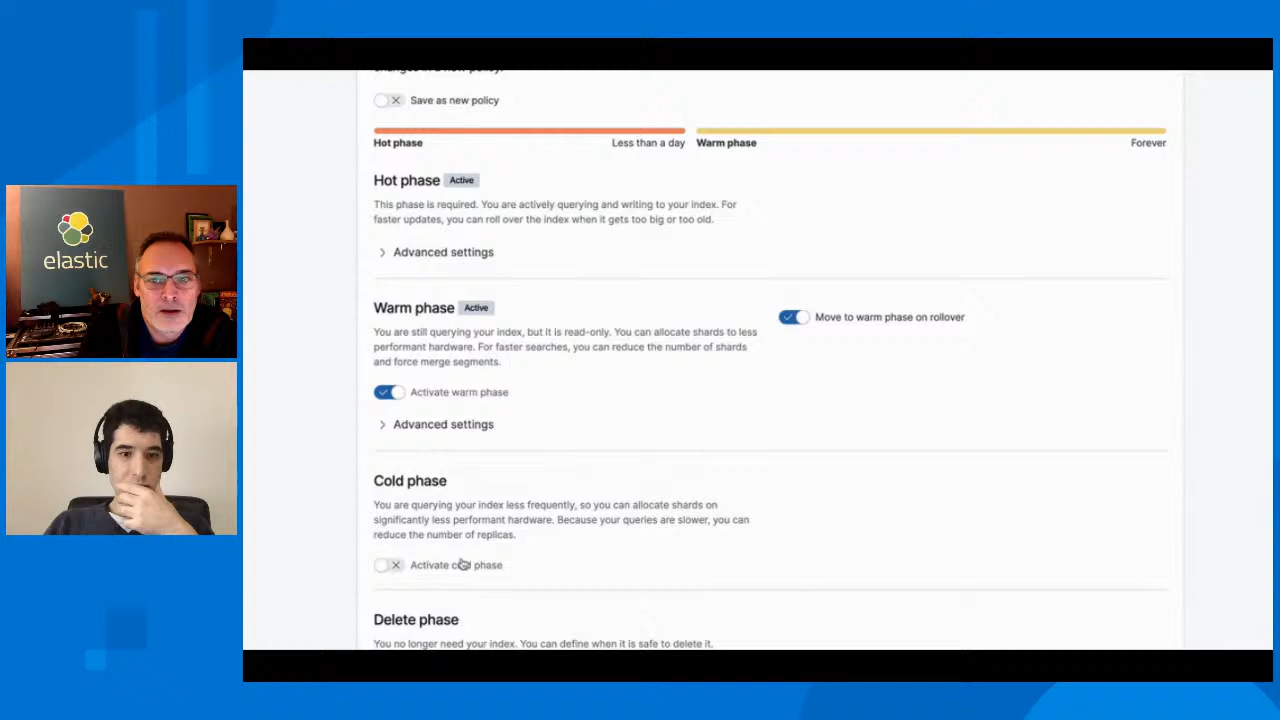 elastic
Save as new policy
Hot phase Less than a day Warm phase Forever
Hot phase Active
This phase is required. You are actively querying and writing to your index. For
faster updates, you can roll over the index when it gets too big or too old.
Advanced settings
Warm phase Active
Move to warm phase on rollover
You are still querying your index, but it is read-only. You can allocate shards to less
performant hardware. For faster searches, you can reduce the number of shards
and force merge segments.
Activate warm phase
Advanced settings
Cold phase
You are querying your index less frequently, so you can allocate shards on
significantly less performant hardware. Because your queries are slower, you can
reduce the number of replicas.
Activate cold phase
Delete phase
You no longer need your index. You can define when it is safe to delete it.